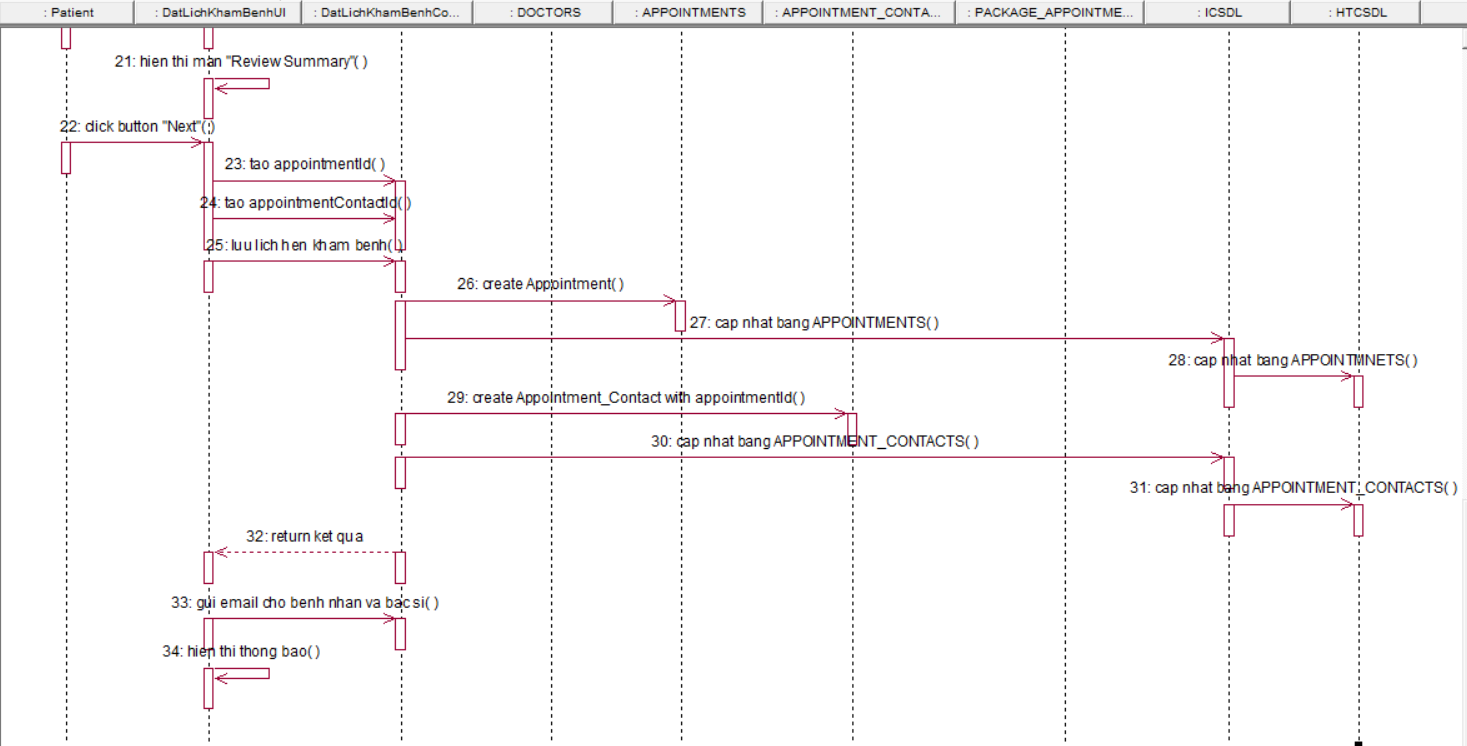 : Patient
: DatLichKhamBenhUI
: DatLichKhamBenhCo...
: DOCTORS
: APPOINTMENTS
: APPOINTMENT_CONTA...
: PACKAGE_APPOINTME...
: ICSDL
: HTCSDL
21: hien thi man "Review Summary"( )
22: click button "Next"( )
23: tao appointmentId( )
24: tao appointmentContactId( )
25: luu lich hen kham benh( )
26: create Appointment( )
27: cap nhat bang APPOINTMENTS( )
28: cap nhat bang APPOINTMNETS( )
29: create Appointment_Contact with appointmentId( )
30: cap nhat bang APPOINTMENT_CONTACTS( )
31: cap nhat bang APPOINTMENT_CONTACTS( )
32: return ket qua
33: gui email cho benh nhan va bac si( )
34: hien thi thong bao( )